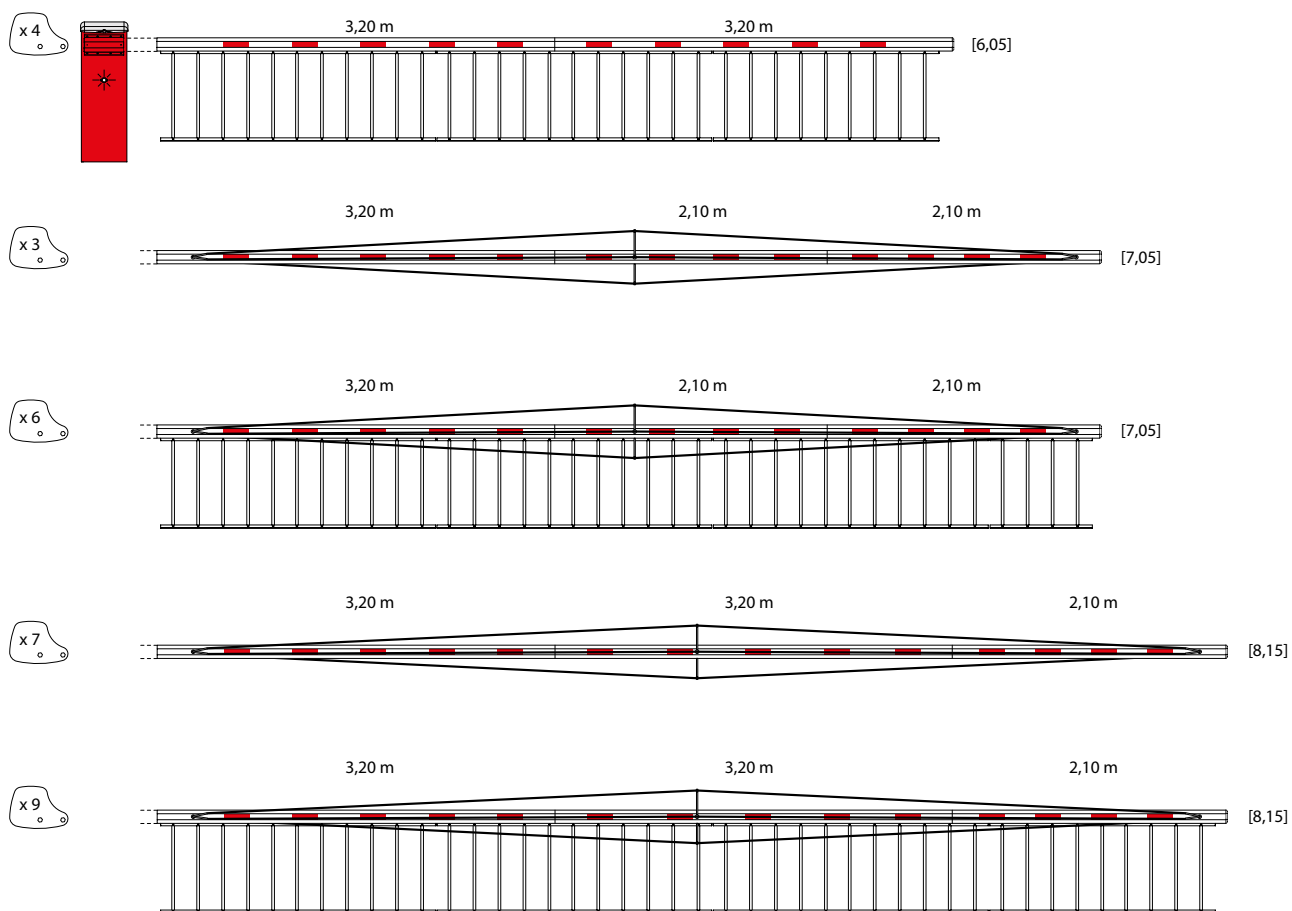 x 4
3,20 m 3,20 m
[6,05]
3,20 m 2,10 m 2,10 m
x 3
[7,05]
3,20 m 2,10 m 2,10 m
x 6
[7,05]
3,20 m 3,20 m 2,10 m
x 7
[8,15]
3,20 m 3,20 m 2,10 m
x 9
[8,15]